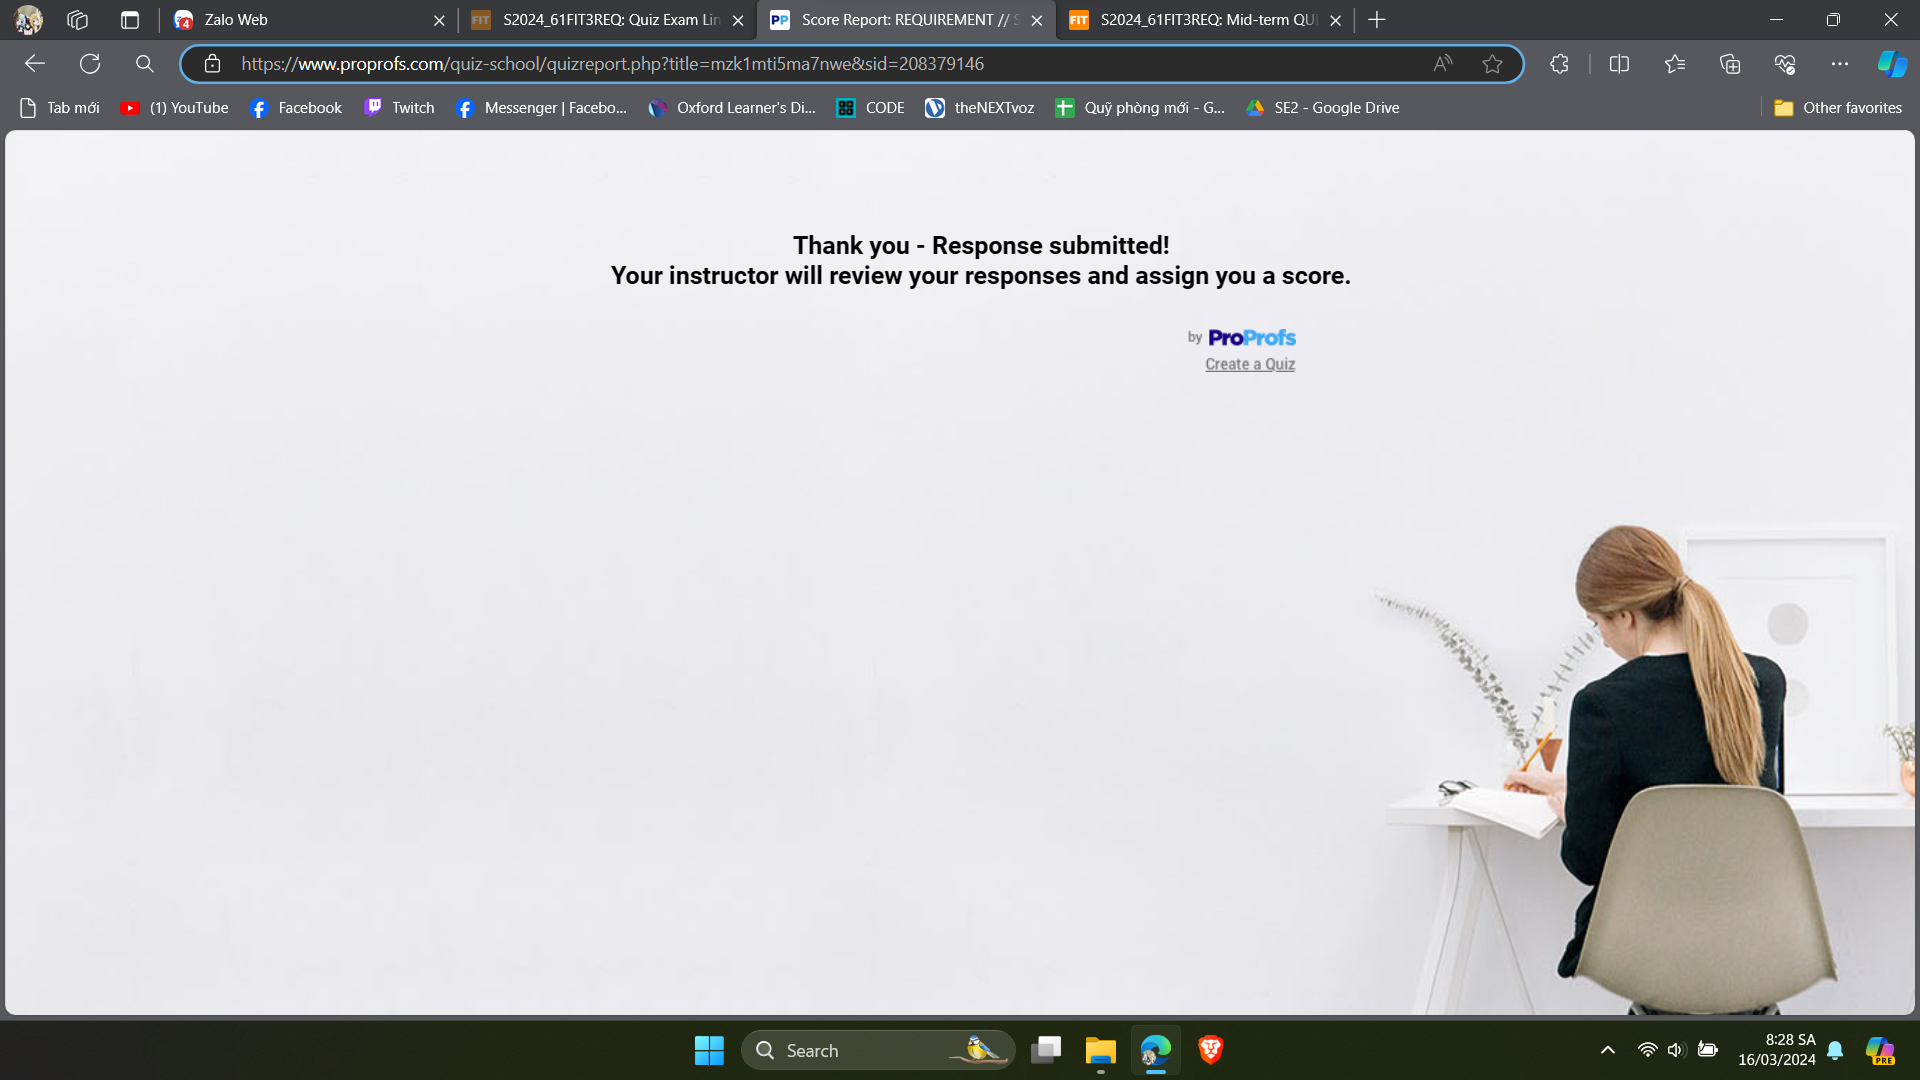 Zalo Web
S2024_61FIT3REQ: Quiz Exam Lin
Score Report: REQUIREMENT // S
S2024_61FIT3REQ: Mid-term QUI
https://www.proprofs.com/quiz-school/quizreport.php?title=mzk1mti5ma7nwe&sid=208379146
Tab mới
(1) YouTube
Facebook
Twitch
Messenger | Facebo...
Oxford Learner's Di...
CODE
theNEXTvoz
Quỹ phòng mới - G...
SE2 - Google Drive
Other favorites
Thank you - Response submitted!
Your instructor will review your responses and assign you a score.
by ProProfs
Create a Quiz
Search
8:28 SA
16/03/2024
PRE